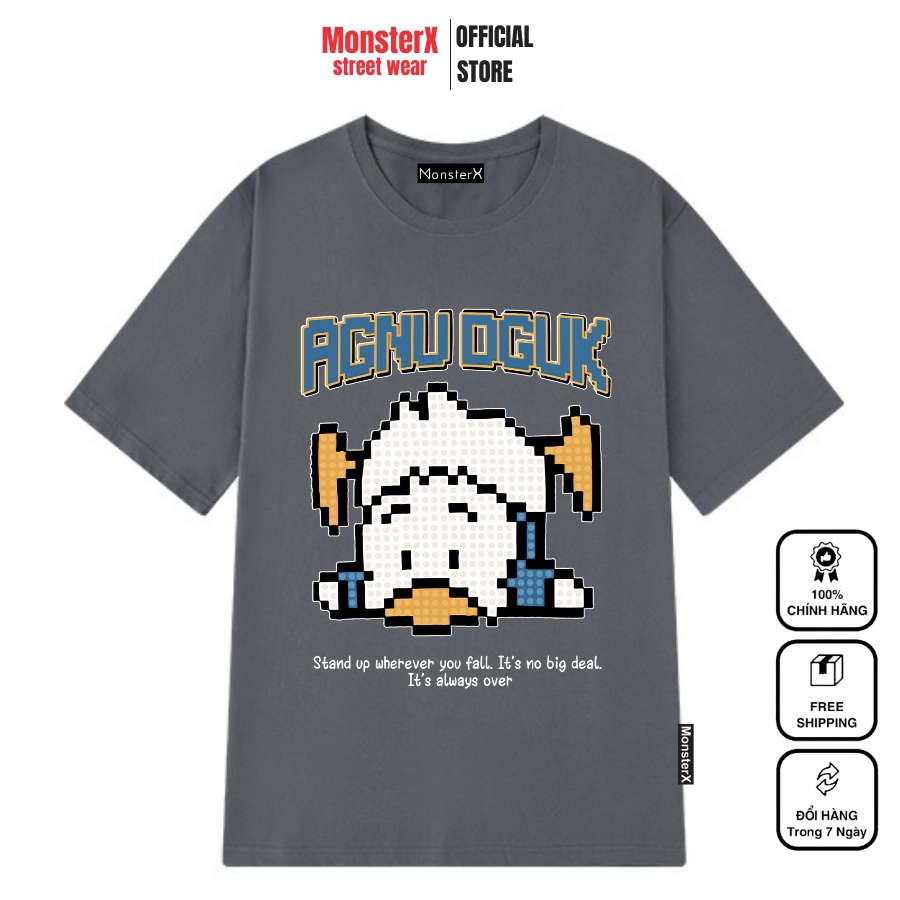 MonsterX
street wear
OFFICIAL
STORE
MonsterX
AGNU OGUK
Stand up wherever you fall. It's no big deal.
It's always over
MonsterX
100%
CHÍNH HÃNG
FREE
SHIPPING
ĐỔI HÀNG
Trong 7 Ngày